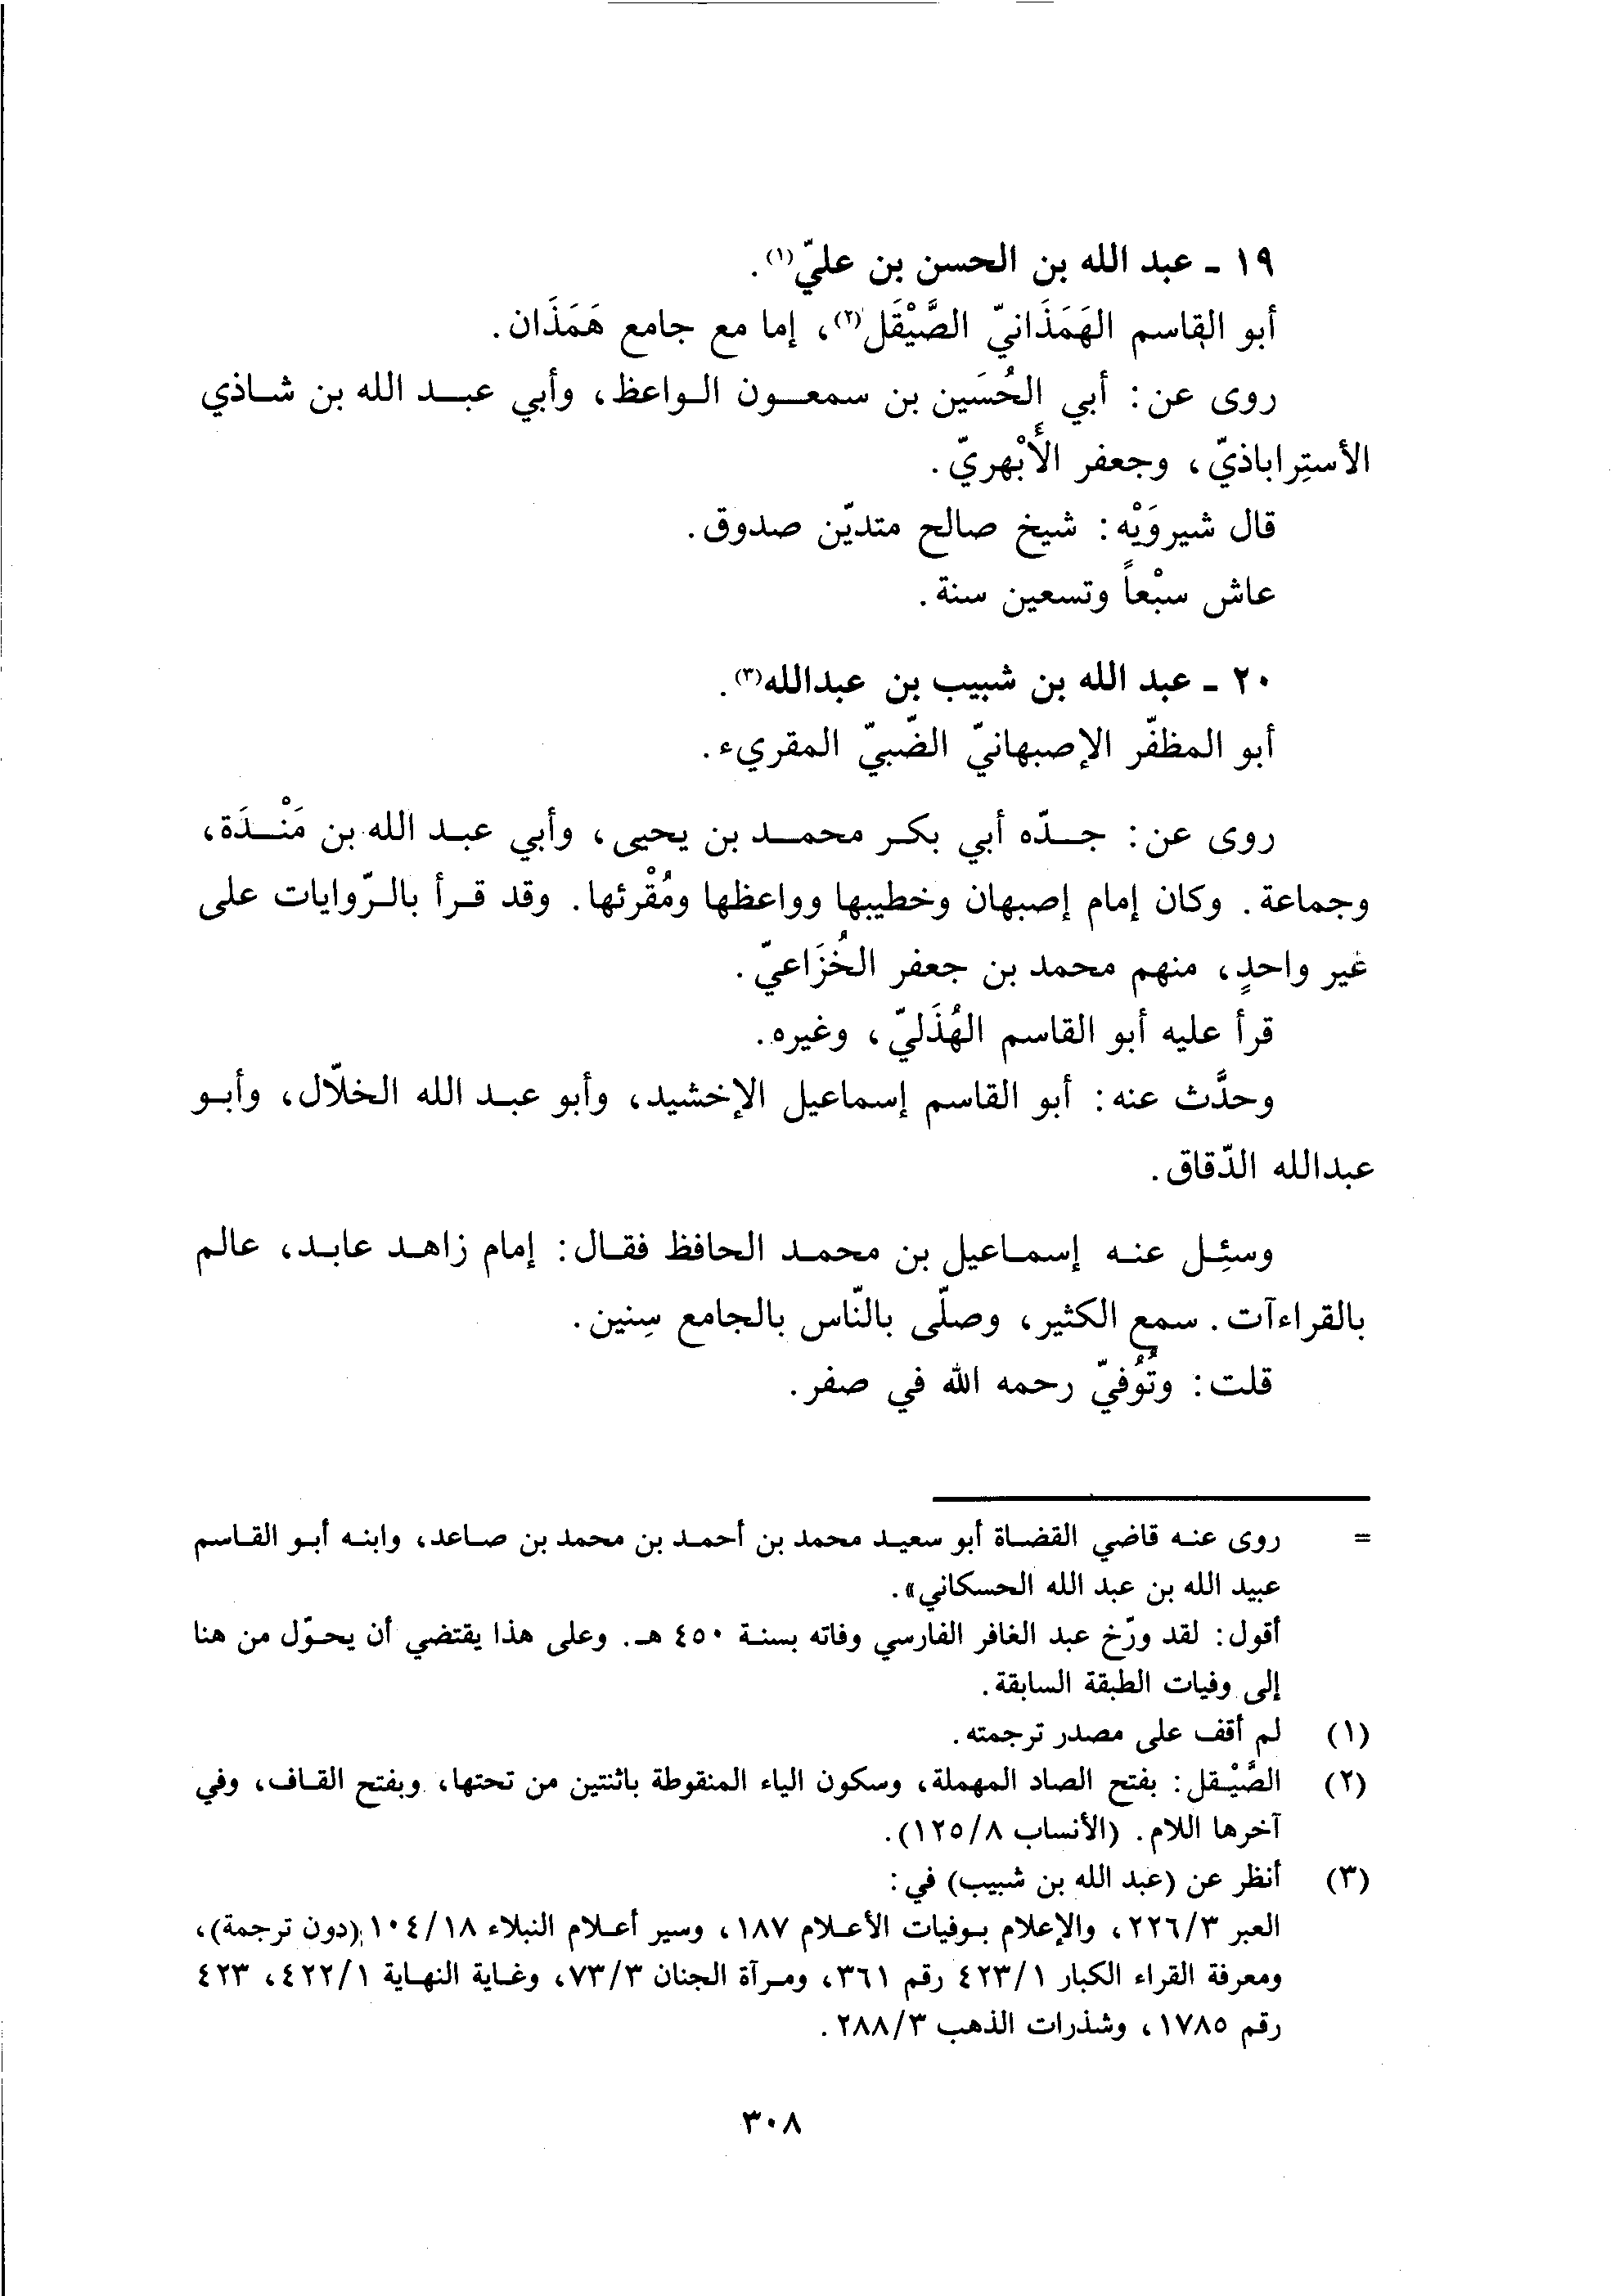 ١٩ - عبد الله بن الحسن بن عليّ(١).
أبو القاسم الهَمَذَانيّ الصَّيْقَل(٢)، إما مع جامع هَمَذَان.
روى عن: أبي الحُسَين بن سمعون الواعظ، وأبي عبد الله بن شاذي
الأستِراباذيّ، وجعفر الأَبْهريّ.
قال شيروَيْه: شيخ صالح متديّن صدوق.
عاش سبْعاً وتسعين سنة.
٢٠ - عبد الله بن شبيب بن عبدالله(٣).
أبو المظفّر الإصبهانيّ الضّبيّ المقريء.
روى عن: جدّه أبي بكر محمد بن يحيى، وأبي عبد الله بن مَنْدَة،
وجماعة. وكان إمام إصبهان وخطيبها وواعظها ومُقْرئها. وقد قرأ بالرّوايات على
غير واحدٍ، منهم محمد بن جعفر الخُزَاعيّ.
قرأ عليه أبو القاسم الهُذَليّ، وغيره.
وحدَّث عنه: أبو القاسم إسماعيل الإخشيد، وأبو عبد الله الخلّال، وأبو
عبدالله الدّقاق.
وسئِل عنه إسماعيل بن محمد الحافظ فقال: إمام زاهد عابد، عالم
بالقراءآت. سمع الكثير، وصلّى بالنّاس بالجامع سِنين.
قلت: وتُوُفيّ رحمه الله في صفر.
= روى عنه قاضي القضاة أبو سعيد محمد بن أحمد بن محمد بن صاعد، وابنه أبو القاسم
عبيد الله بن عبد الله الحسكاني».
أقول: لقد ورّخ عبد الغافر الفارسي وفاته بسنة ٤٥٠ هـ. وعلى هذا يقتضي أن يحوّل من هنا
إلى وفيات الطبقة السابقة.
(١) لم أقف على مصدر ترجمته.
(٢) الصَّيْقل: بفتح الصاد المهملة، وسكون الياء المنقوطة باثنتين من تحتها، وبفتح القاف، وفي
آخرها اللام. (الأنساب ٨/١٢٥).
(٣) أنظر عن (عبد الله بن شبيب) في:
العبر ٣/٢٢٦، والإعلام بوفيات الأعلام ١٨٧، وسير أعلام النبلاء ١٨/١٠٤ (دون ترجمة)،
ومعرفة القراء الكبار ١/٤٢٣ رقم ٣٦١، ومرآة الجنان ٣/٧٣، وغاية النهاية ١/٤٢٢، ٤٢٣
رقم ١٧٨٥، وشذرات الذهب ٣/٢٨٨.
٣٠٨